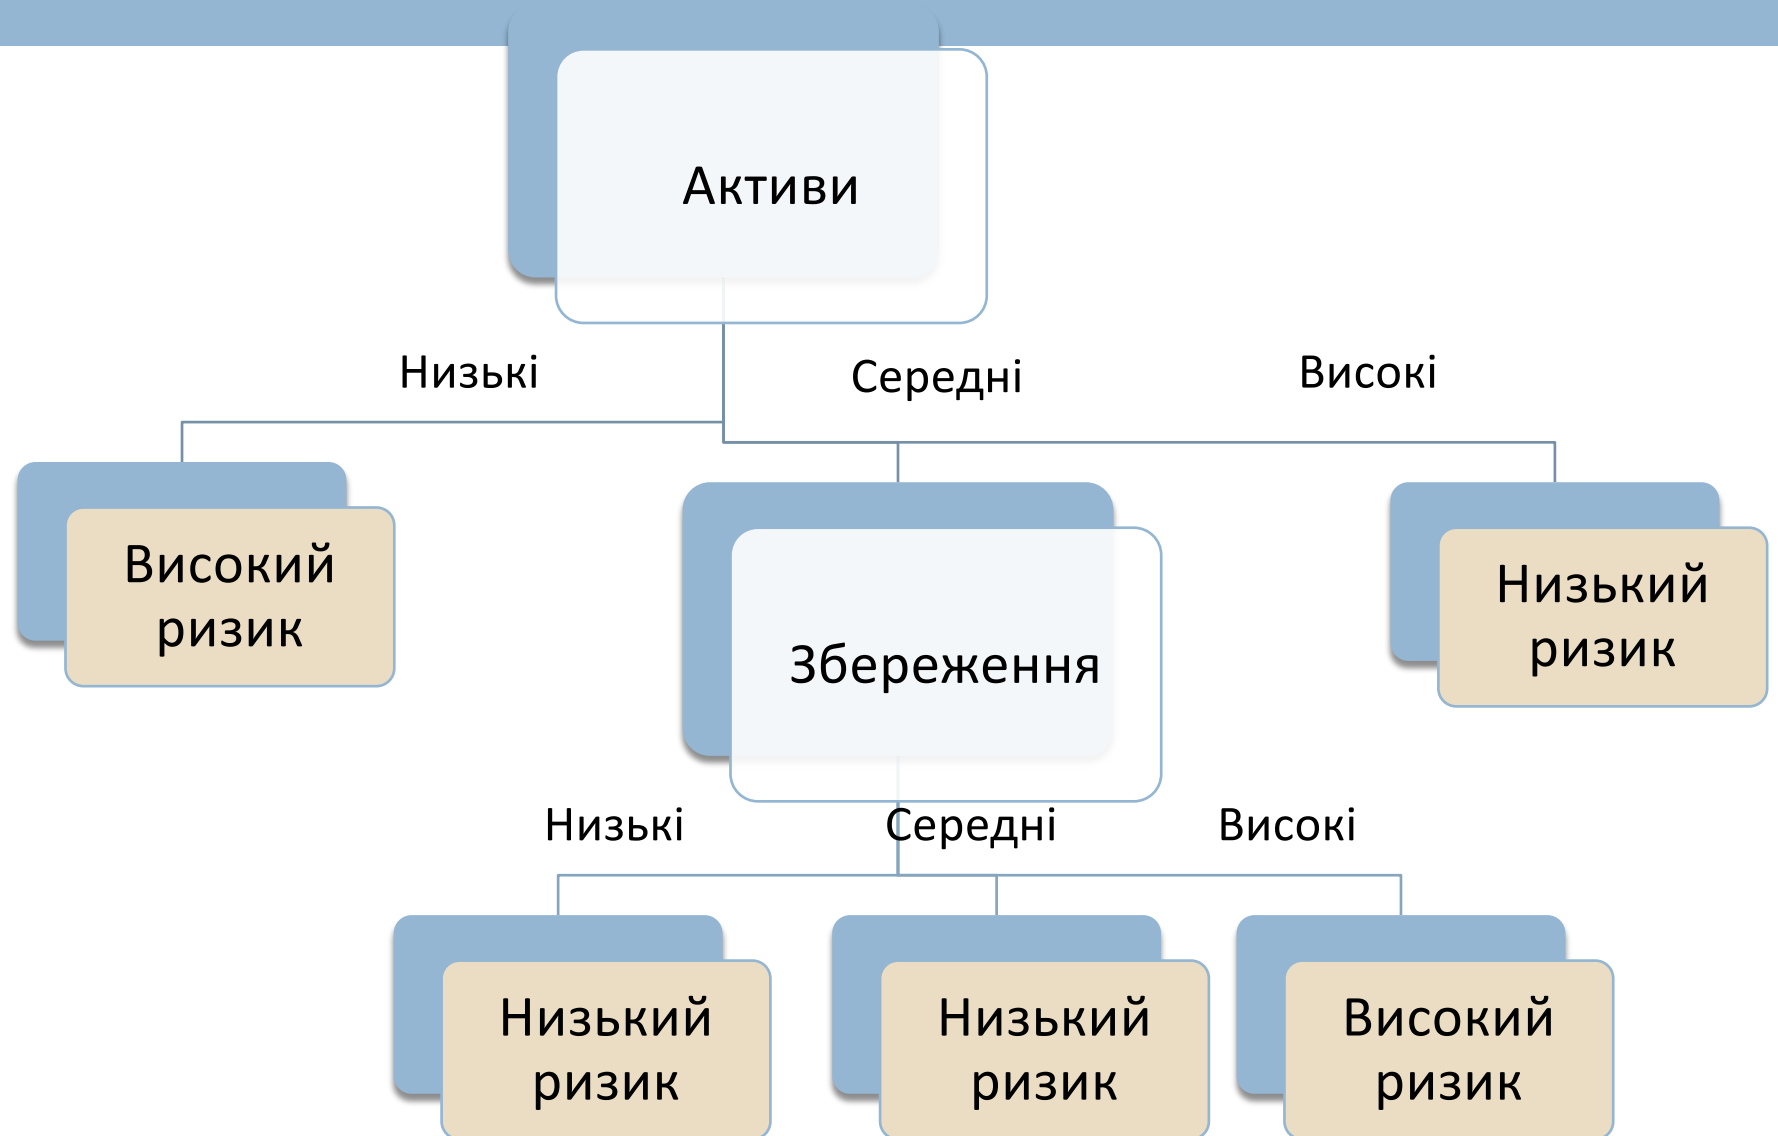 Активи
Низькі
Середні
Високі
Високий
ризик
Збереження
Низький
ризик
Низькі
Середні
Високі
Низький
ризик
Низький
ризик
Високий
ризик